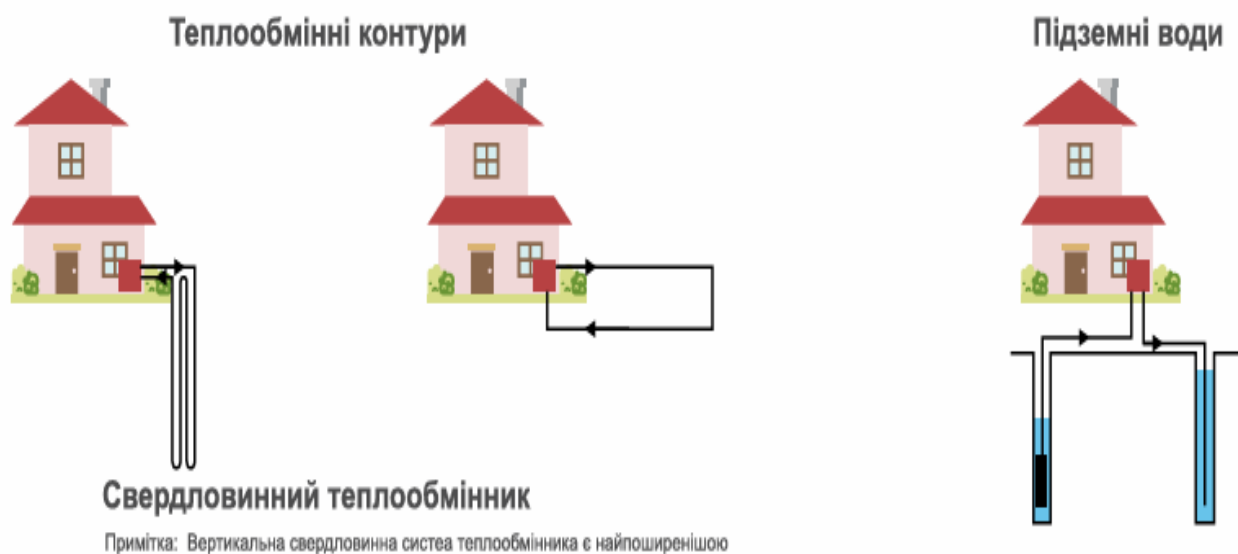 Теплообмінні контури
Підземні води
Свердловинний теплообмінник
Примітка: Вертикальна свердловинна систеа теплообмінника є найпоширенішою